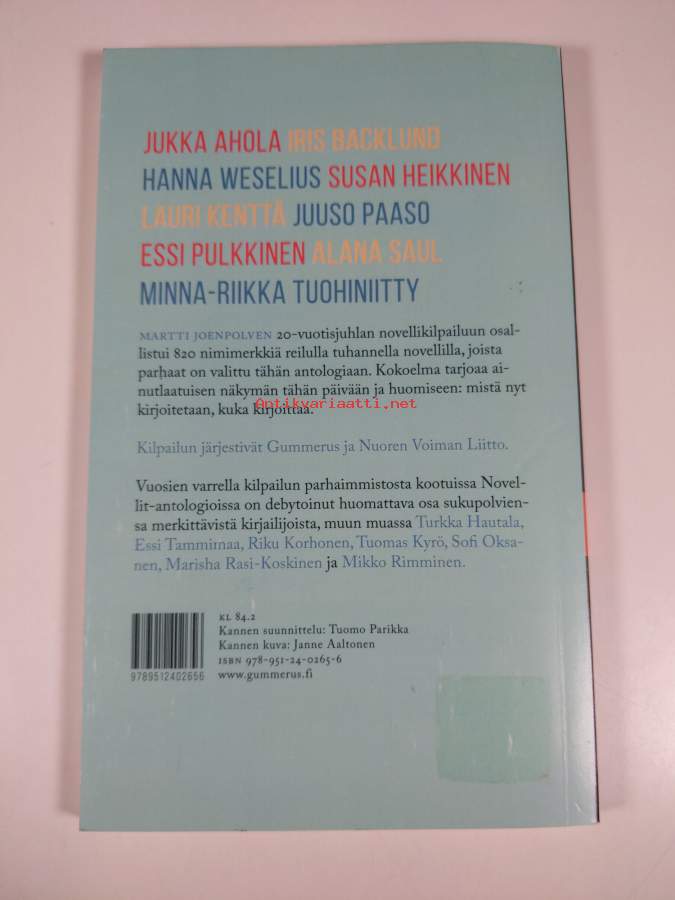 JUKKA AHOLA IRIS BACKLUND
HANNA WESELIUS SUSAN HEIKKINEN
LAURI KENTTÄ JUUSO PAASO
ESSI PULKKINEN ALANA SAUL
MINNA-RIIKKA TUOHINIITTY
MARTTI JOENPOLVEN 20-vuotisjuhlan novellikilpailuun osal-
listui 820 nimimerkkiä reilulla tuhannella novellilla, joista
parhaat on valittu tähän antologiaan. Kokoelma tarjoaa ai-
nutlaatuisen näkymän tähän päivään ja huomiseen: mistä nyt
kirjoitetaan, kuka kirjoittaa.
Antikvariaatti.net
Kilpailun järjestivät Gummerus ja Nuoren Voiman Liitto.
Vuosien varrella kilpailun parhaimmistosta kootuissa Novel-
lit-antologioissa on debytoinut huomattava osa sukupolvien-
sa merkittävistä kirjailijoista, muun muassa Turkka Hautala,
Essi Tammimaa, Riku Korhonen, Tuomas Kyrö, Sofi Oksa-
nen, Marisha Rasi-Koskinen ja Mikko Rimminen.
KL 84.2
Kannen suunnittelu: Tuomo Parikka
Kannen kuva: Janne Aaltonen
ISBN 978-951-24-0265-6
www.gummerus.fi
9789512402656